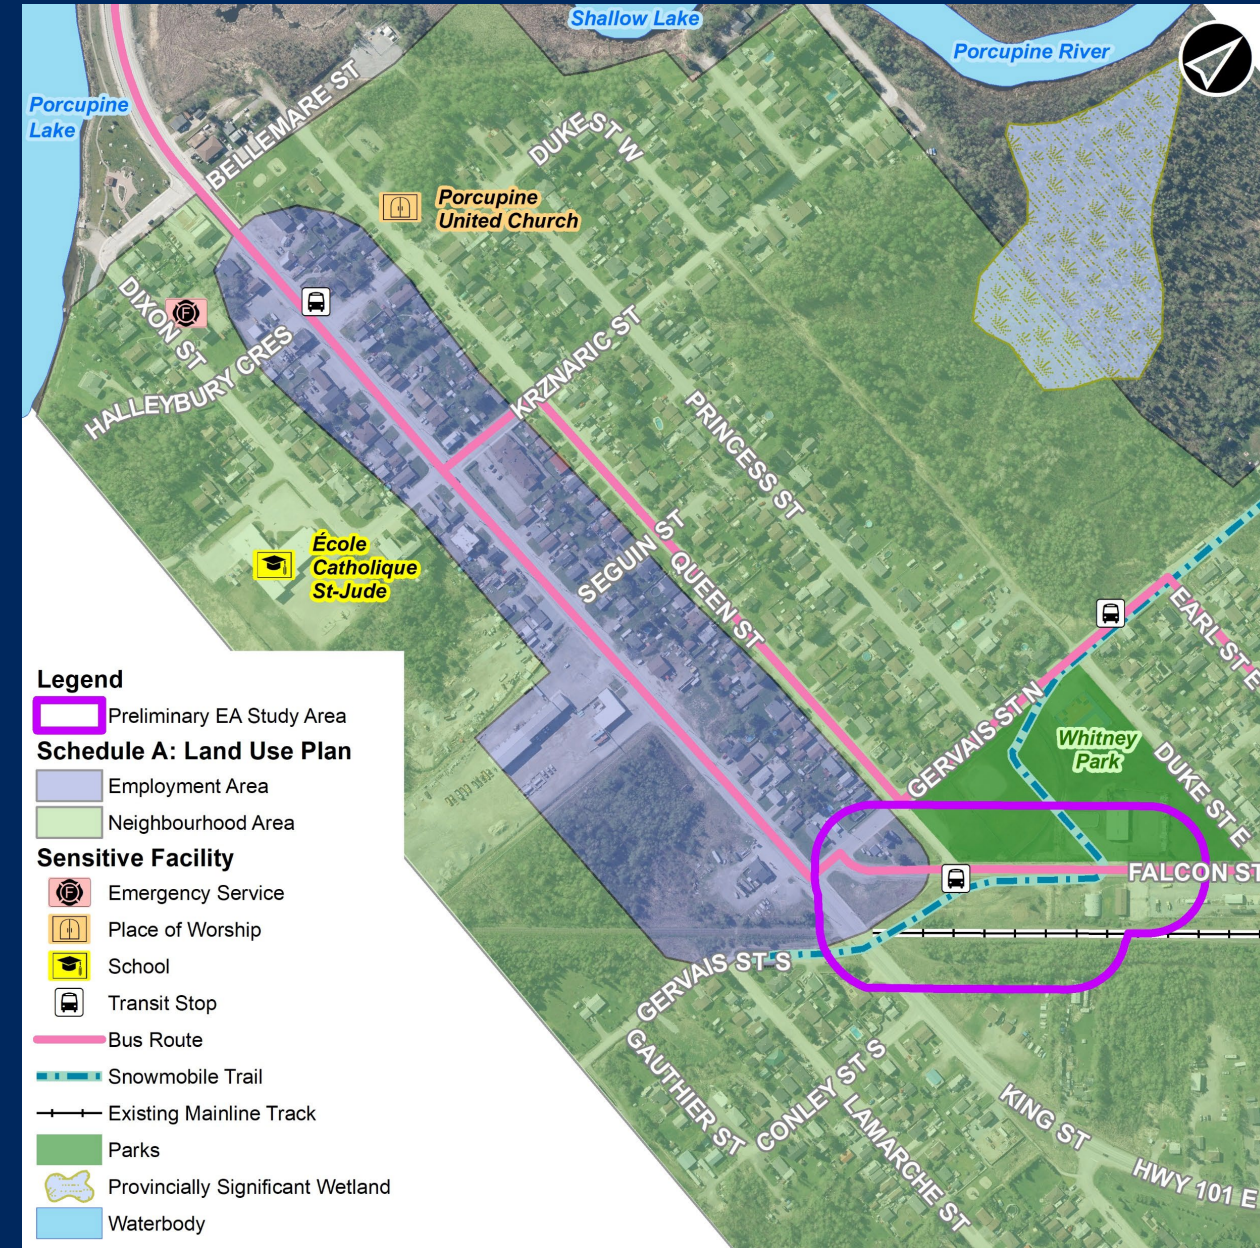 Shallow Lake
Porcupine River
Porcupine
Lake
BELLEMARE ST
DUKE ST W
Porcupine
United Church
DIXON ST
HALLEYBURY CRES
KRZNARIC ST
PRINCESS ST
École
Catholique
St-Jude
SEGUIN ST
QUEEN ST
EARL ST E
GERVAIS ST N
Whitney
Park
DUKE ST E
FALCON ST
GERVAIS ST S
GAUTHIER ST
CONLEY ST S
LAMARCHE ST
KING ST
HWY 101 E
Legend
Preliminary EA Study Area
Schedule A: Land Use Plan
Employment Area
Neighbourhood Area
Sensitive Facility
F
Emergency Service
Place of Worship
School
Transit Stop
Bus Route
Snowmobile Trail
Existing Mainline Track
Parks
Provincially Significant Wetland
Waterbody